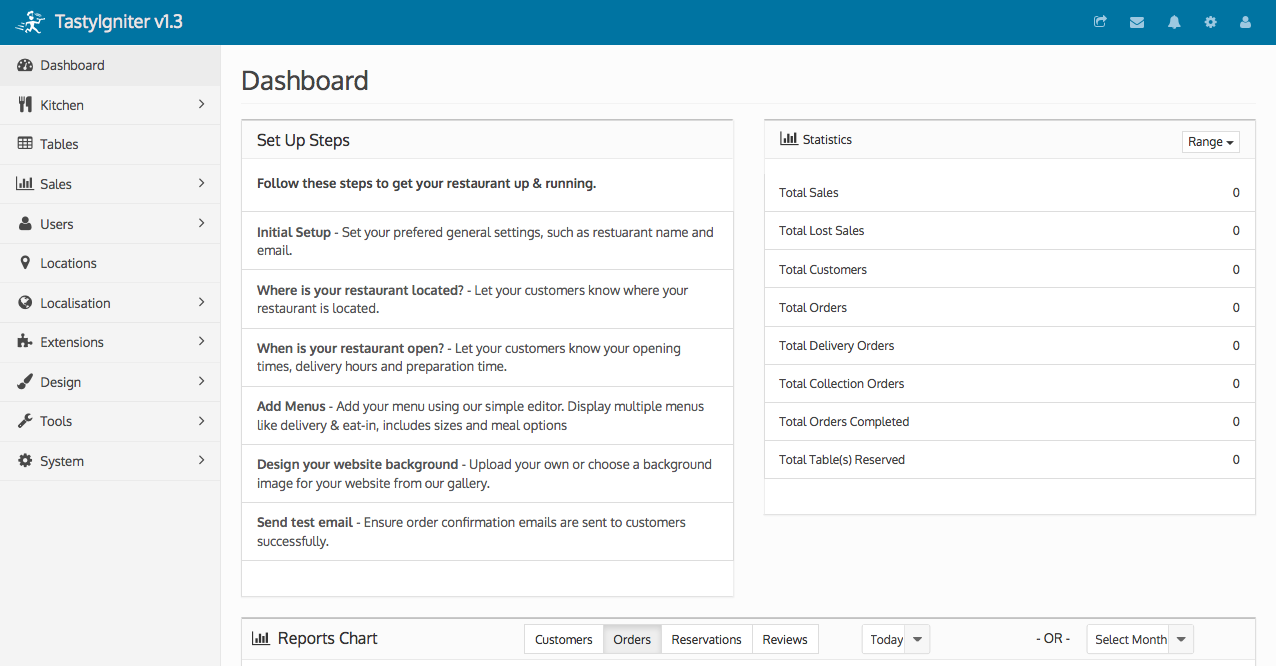 TastyIgniter v1.3
Dashboard
Kitchen
Tables
Sales
Users
Locations
Localisation
Extensions
Design
Tools
System
Dashboard
Set Up Steps
Follow these steps to get your restaurant up & running.
Initial Setup - Set your prefered general settings, such as restuarant name and
email.
Where is your restaurant located? - Let your customers know where your
restaurant is located.
When is your restaurant open? - Let your customers know your opening
times, delivery hours and preparation time.
Add Menus - Add your menu using our simple editor. Display multiple menus
like delivery & eat-in, includes sizes and meal options
Design your website background - Upload your own or choose a background
image for your website from our gallery.
Send test email - Ensure order confirmation emails are sent to customers
successfully.
Statistics
Range
Total Sales 0
Total Lost Sales 0
Total Customers 0
Total Orders 0
Total Delivery Orders 0
Total Collection Orders 0
Total Orders Completed 0
Total Table(s) Reserved 0
Reports Chart
Customers Orders Reservations Reviews
Today
- OR -
Select Month